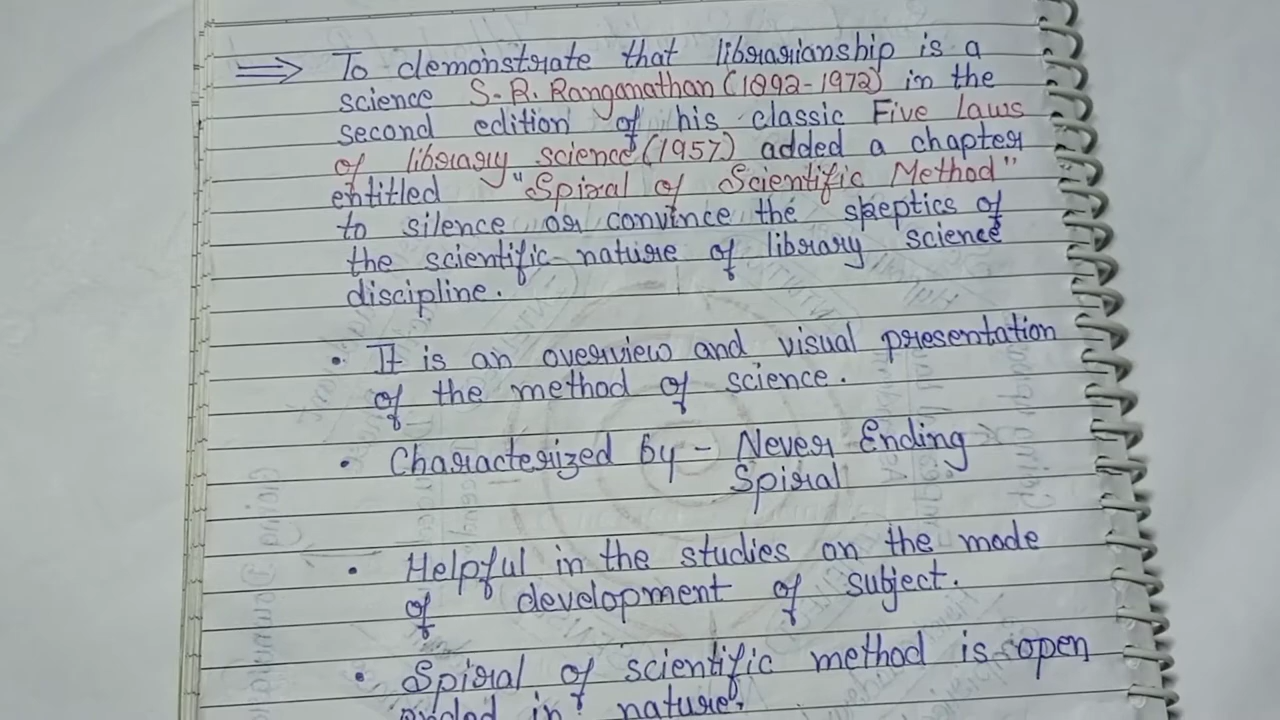 ⇒ To demonstrate that librarianship is a
science S. R. Ranganathan (1892-1972) in the
second edition of his classic Five Laws
of library science (1957) added a chapter
entitled "Spiral of Scientific Method"
to silence or convince the skeptics of
the scientific nature of library science
discipline.
• It is an overview and visual presentation
of the method of science.
• Characterized by - Never Ending
Spiral
• Helpful in the studies on the mode
of development of subject.
• Spiral of scientific method is open
ended in nature.